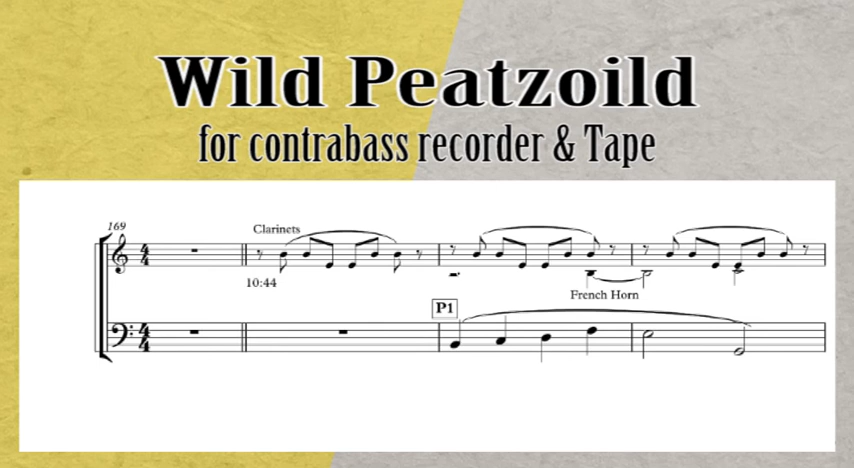 Wild Peatzoild
for contrabass recorder & Tape
169
Clarinets
10:44
French Horn
P1